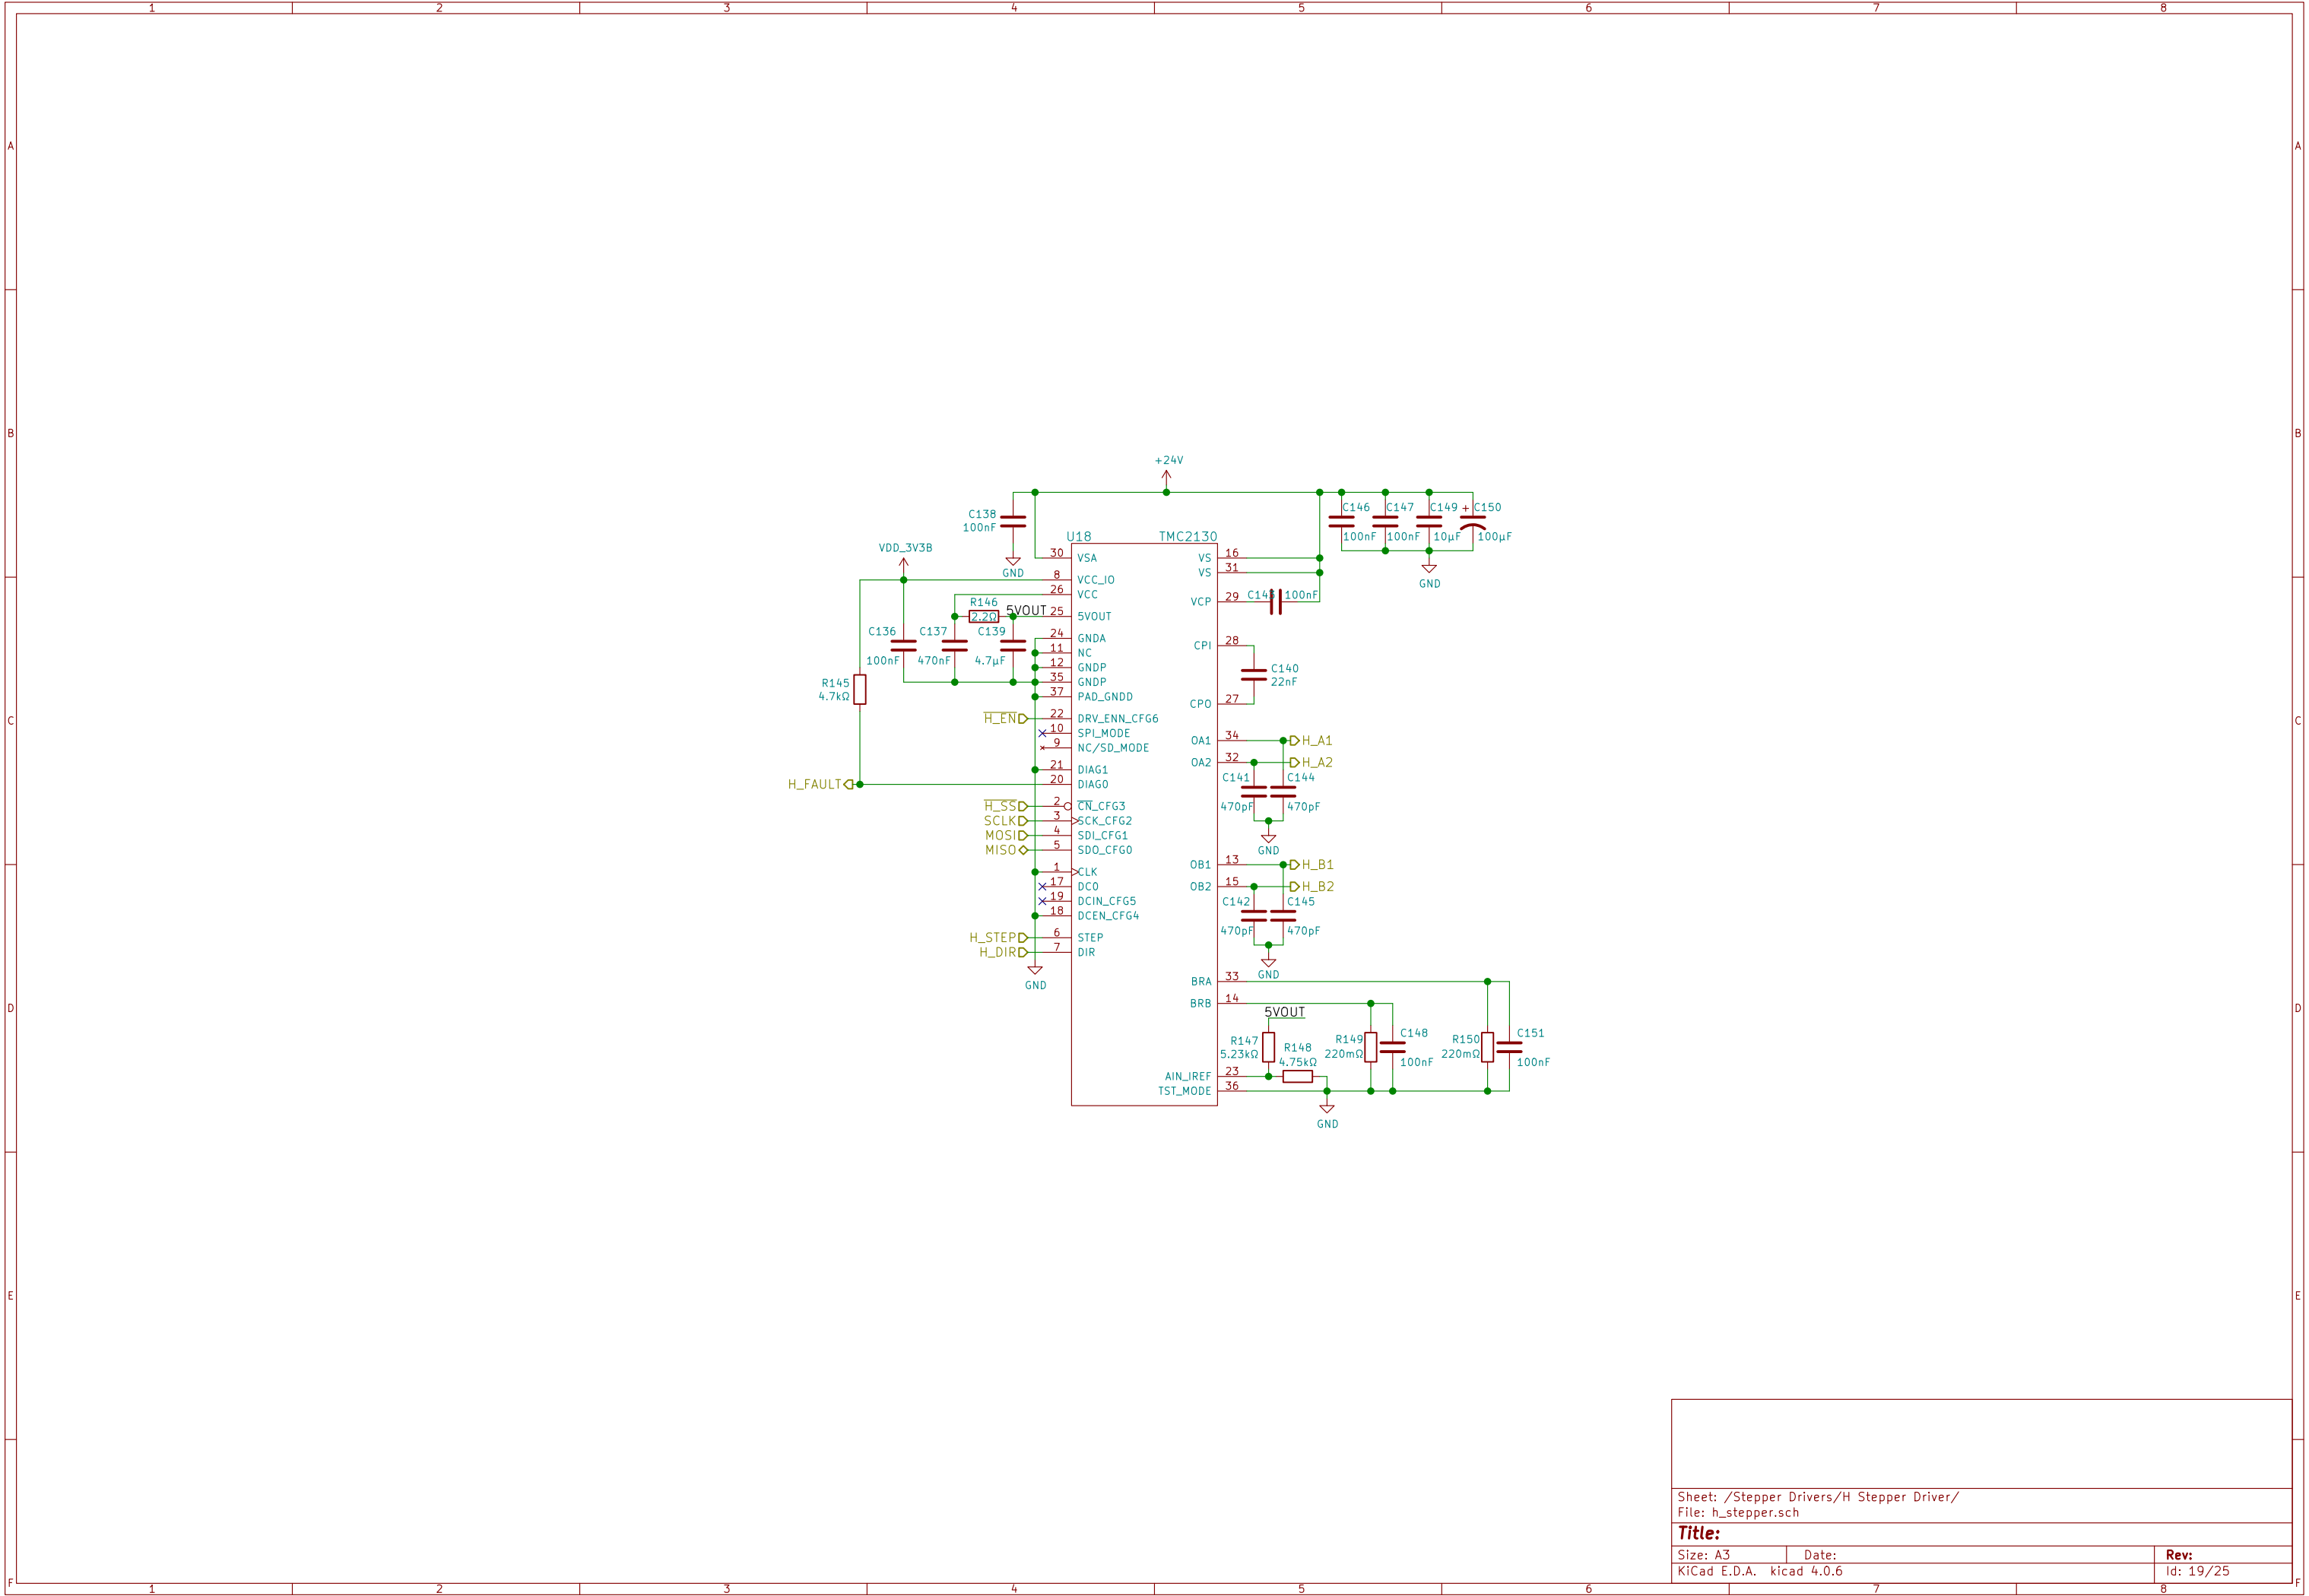 1 2 3 4 5 6 7 8
A A
B B
C C
D D
E E
F F
+24V
C138
100nF
GND
VDD_3V3B
U18 TMC2130
30 VSA
8 VCC_IO
26 VCC
25 5VOUT
24 GNDA
11 NC
12 GNDP
35 GNDP
37 PAD_GNDD
22 DRV_ENN_CFG6
10 SPI_MODE
9 NC/SD_MODE
21 DIAG1
20 DIAG0
2 CN_CFG3
3 SCK_CFG2
4 SDI_CFG1
5 SDO_CFG0
1 CLK
17 DC0
19 DCIN_CFG5
18 DCEN_CFG4
6 STEP
7 DIR
R146
2.2Ω
5VOUT
C136
100nF
C137
470nF
C139
4.7µF
R145
4.7kΩ
H_EN
H_FAULT
H_SS
SCLK
MOSI
MISO
H_STEP
H_DIR
GND
VS 16
VS 31
VCP 29
CPI 28
CPO 27
OA1 34
OA2 32
OB1 13
OB2 15
BRA 33
BRB 14
AIN_IREF 23
TST_MODE 36
C146
100nF
C147
100nF
C149
10µF
+ C150
100µF
GND
100nF
C140
22nF
H_A1
H_A2
C141
470pF
C144
470pF
GND
H_B1
H_B2
C142
470pF
C145
470pF
GND
5VOUT
R147
5.23kΩ
R148
4.75kΩ
R149
220mΩ
C148
100nF
R150
220mΩ
C151
100nF
GND
Sheet: /Stepper Drivers/H Stepper Driver/
File: h_stepper.sch
Title:
Size: A3 Date: Rev:
KiCad E.D.A. kicad 4.0.6 Id: 19/25
1 2 3 4 5 6 7 8